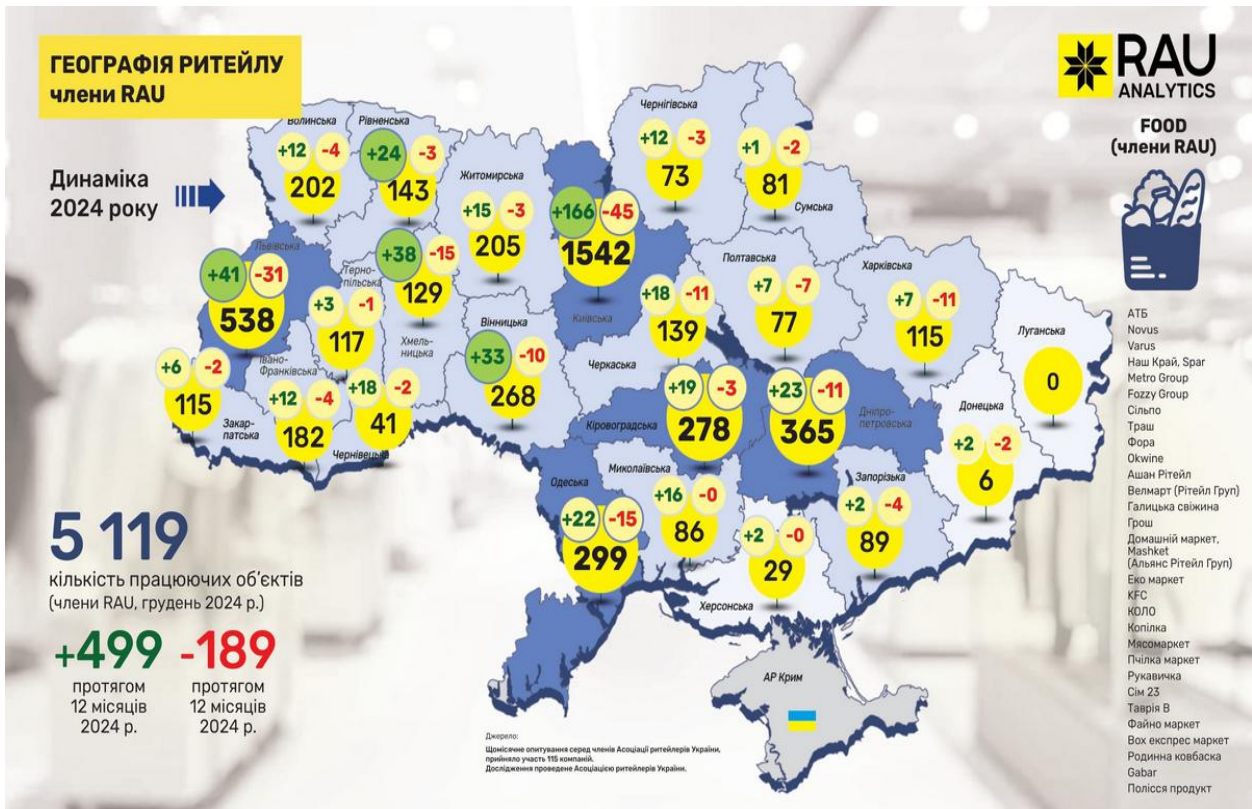 ГЕОГРАФІЯ РИТЕЙЛУ
члени RAU
Динаміка
2024 року
RAU
ANALYTICS
FOOD
(члени RAU)
Волинська
+12 -4
202
Рівненська
+24 -3
143
Житомирська
+15 -3
205
+166 -45
1542
Київська
Чернігівська
+12 -3
73
+1 -2
81
Сумська
Львівська
+41 -31
538
Терно-
пільська
+3 -1
117
+38 -15
129
Хмель-
ницька
Вінницька
+33 -10
268
+18 -11
139
Черкаська
Полтавська
+7 -7
77
Харківська
+7 -11
115
Луганська
0
+6 -2
115
Закар-
патська
Івано-
Франківська
+12 -4
182
+18 -2
41
Чернівецька
Кіровоградська
+19 -3
278
+23 -11
365
Дніпро-
петровська
Донецька
+2 -2
6
Одеська
+22 -15
299
Миколаївська
+16 -0
86
+2 -0
29
Херсонська
Запорізька
+2 -4
89
АР Крим
5 119
кількість працюючих об’єктів
(члени RAU, грудень 2024 р.)
+499 -189
протягом протягом
12 місяців 12 місяців
2024 р. 2024 р.
Джерело:
Щомісячне опитування серед членів Асоціації ритейлерів України,
прийняло участь 115 компаній.
Дослідження проведене Асоціацією ритейлерів України.
АТБ
Novus
Varus
Наш Край, Spar
Metro Group
Fozzy Group
Сільпо
Траш
Фора
Okwine
Ашан Рітейл
Велмарт (Рітейл Груп)
Галицька свіжина
Грош
Домашній маркет,
Mashket
(Альянс Рітейл Груп)
Еко маркет
KFC
КОЛО
Копілка
Мясомаркет
Пчілка маркет
Рукавичка
Сім 23
Таврія В
Файно маркет
Вох експрес маркет
Родинна ковбаска
Gabar
Полісся продукт